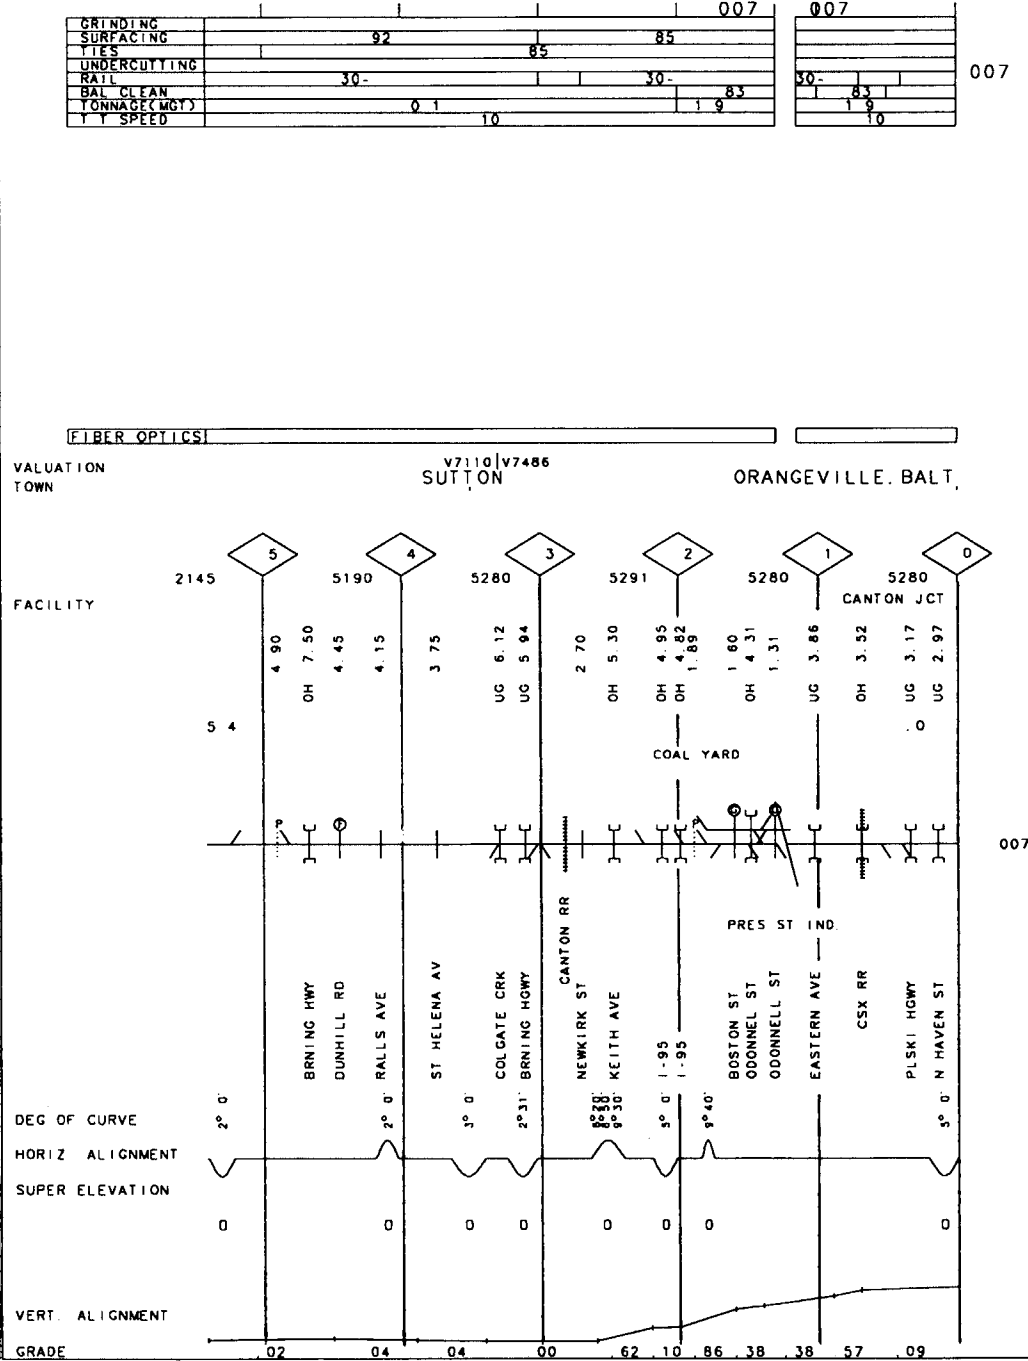 007 007
GRINDING
SURFACING 92 85
TIES 85
UNDERCUTTING
RAIL 30- 30- 30-
BAL CLEAN 83 83
TONNAGE(MGT) 0 1 1 9 1 9
T T SPEED 10 10
007
FIBER OPTICS
VALUATION V7110|V7486
TOWN SUTTON ORANGEVILLE. BALT.
5 4 3 2 1 0
2145 5190 5280 5291 5280 5280
FACILITY CANTON JCT
4 90
OH 7.50
4.45
4.15
3 75
UG 6.12
UG 5 94
2 70
OH 5.30
OH 4.95
OH 4.82
1.89
1 60
OH 4 31
1.31
UG 3.86
OH 3.52
UG 3.17
UG 2.97
5 4 .0
COAL YARD
P T P
007
PRES ST IND.
BRNING HWY
DUNHILL RD
RALLS AVE
ST HELENA AV
COLGATE CRK
BRNING HGWY
CANTON RR
NEWKIRK ST
KEITH AVE
I-95
I-95
BOSTON ST
ODONNEL ST
ODONNELL ST
EASTERN AVE
CSX RR
PLSKI HGWY
N HAVEN ST
DEG OF CURVE 2° 0' 2° 0' 3° 0' 2°31' 9°30' 5° 0' 9°40' 5° 0'
HORIZ ALIGNMENT
SUPER ELEVATION
0 0 0 0 0 0 0 0
VERT. ALIGNMENT
GRADE .02 04 04 00 .62 10 .86 .38 .38 .57 .09